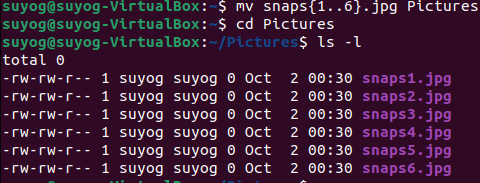 suyog@suyog-VirtualBox:~$ mv snaps{1..6}.jpg Pictures
suyog@suyog-VirtualBox:~$ cd Pictures
suyog@suyog-VirtualBox:~/Pictures$ ls -l
total 0
-rw-rw-r-- 1 suyog suyog 0 Oct  2 00:30 snaps1.jpg
-rw-rw-r-- 1 suyog suyog 0 Oct  2 00:30 snaps2.jpg
-rw-rw-r-- 1 suyog suyog 0 Oct  2 00:30 snaps3.jpg
-rw-rw-r-- 1 suyog suyog 0 Oct  2 00:30 snaps4.jpg
-rw-rw-r-- 1 suyog suyog 0 Oct  2 00:30 snaps5.jpg
-rw-rw-r-- 1 suyog suyog 0 Oct  2 00:30 snaps6.jpg
suyog@suyog-VirtualBox:~/Pictures$